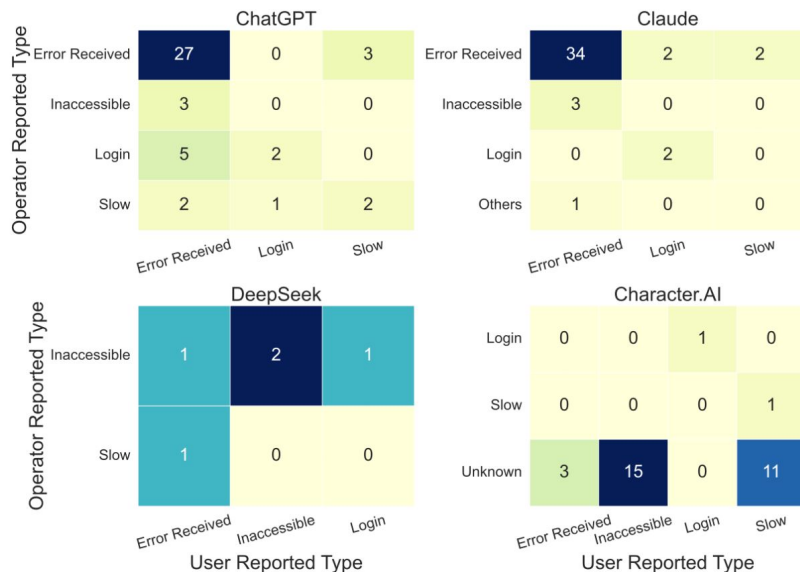 ChatGPT
Operator Reported Type
Error Received 27 0 3
Inaccessible 3 0 0
Login 5 2 0
Slow 2 1 2
Error Received Login Slow
Claude
Error Received 34 2 2
Inaccessible 3 0 0
Login 0 2 0
Others 1 0 0
Error Received Login Slow
DeepSeek
Operator Reported Type
Inaccessible 1 2 1
Slow 1 0 0
Error Received Inaccessible Login
User Reported Type
Character.AI
Login 0 0 1 0
Slow 0 0 0 1
Unknown 3 15 0 11
Error Received Inaccessible Login Slow
User Reported Type